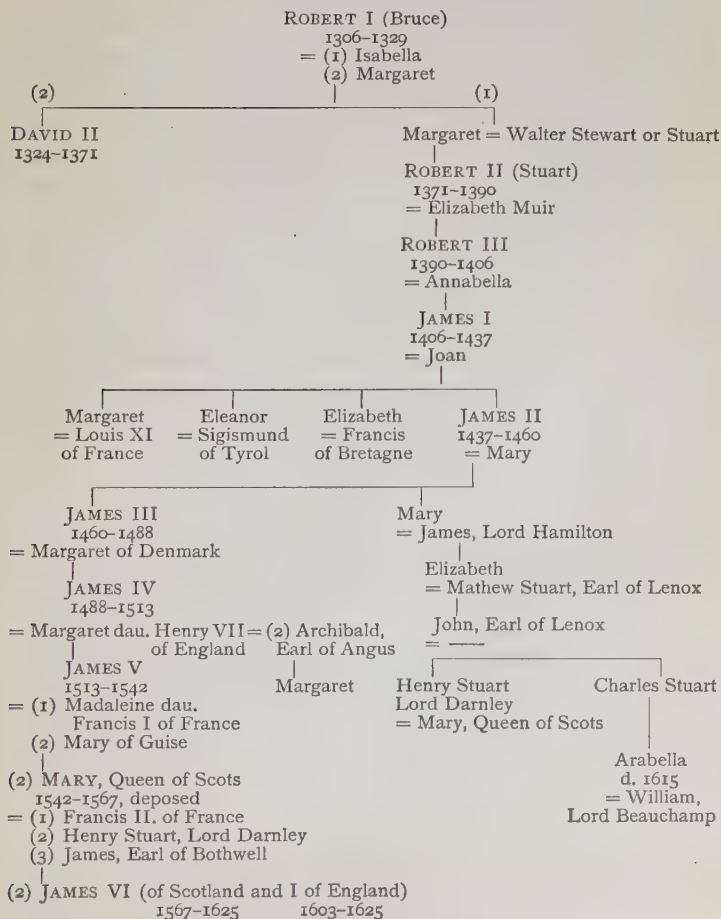 ROBERT I (Bruce)
1306–1329
= (1) Isabella
(2) Margaret
(2) (1)
DAVID II
1324–1371
Margaret = Walter Stewart or Stuart
ROBERT II (Stuart)
1371–1390
= Elizabeth Muir
ROBERT III
1390–1406
= Annabella
JAMES I
1406–1437
= Joan
Margaret
= Louis XI
of France
Eleanor
= Sigismund
of Tyrol
Elizabeth
= Francis
of Bretagne
JAMES II
1437–1460
= Mary
JAMES III
1460–1488
= Margaret of Denmark
Mary
= James, Lord Hamilton
Elizabeth
= Mathew Stuart, Earl of Lenox
John, Earl of Lenox
= ——
JAMES IV
1488–1513
= Margaret dau. Henry VII = (2) Archibald,
of England Earl of Angus
JAMES V
1513–1542
Margaret
= (1) Madaleine dau.
Francis I of France
(2) Mary of Guise
Henry Stuart
Lord Darnley
= Mary, Queen of Scots
Charles Stuart
Arabella
d. 1615
= William,
Lord Beauchamp
(2) MARY, Queen of Scots
1542–1567, deposed
= (1) Francis II. of France
(2) Henry Stuart, Lord Darnley
(3) James, Earl of Bothwell
(2) JAMES VI (of Scotland and I of England)
1567–1625 1603–1625